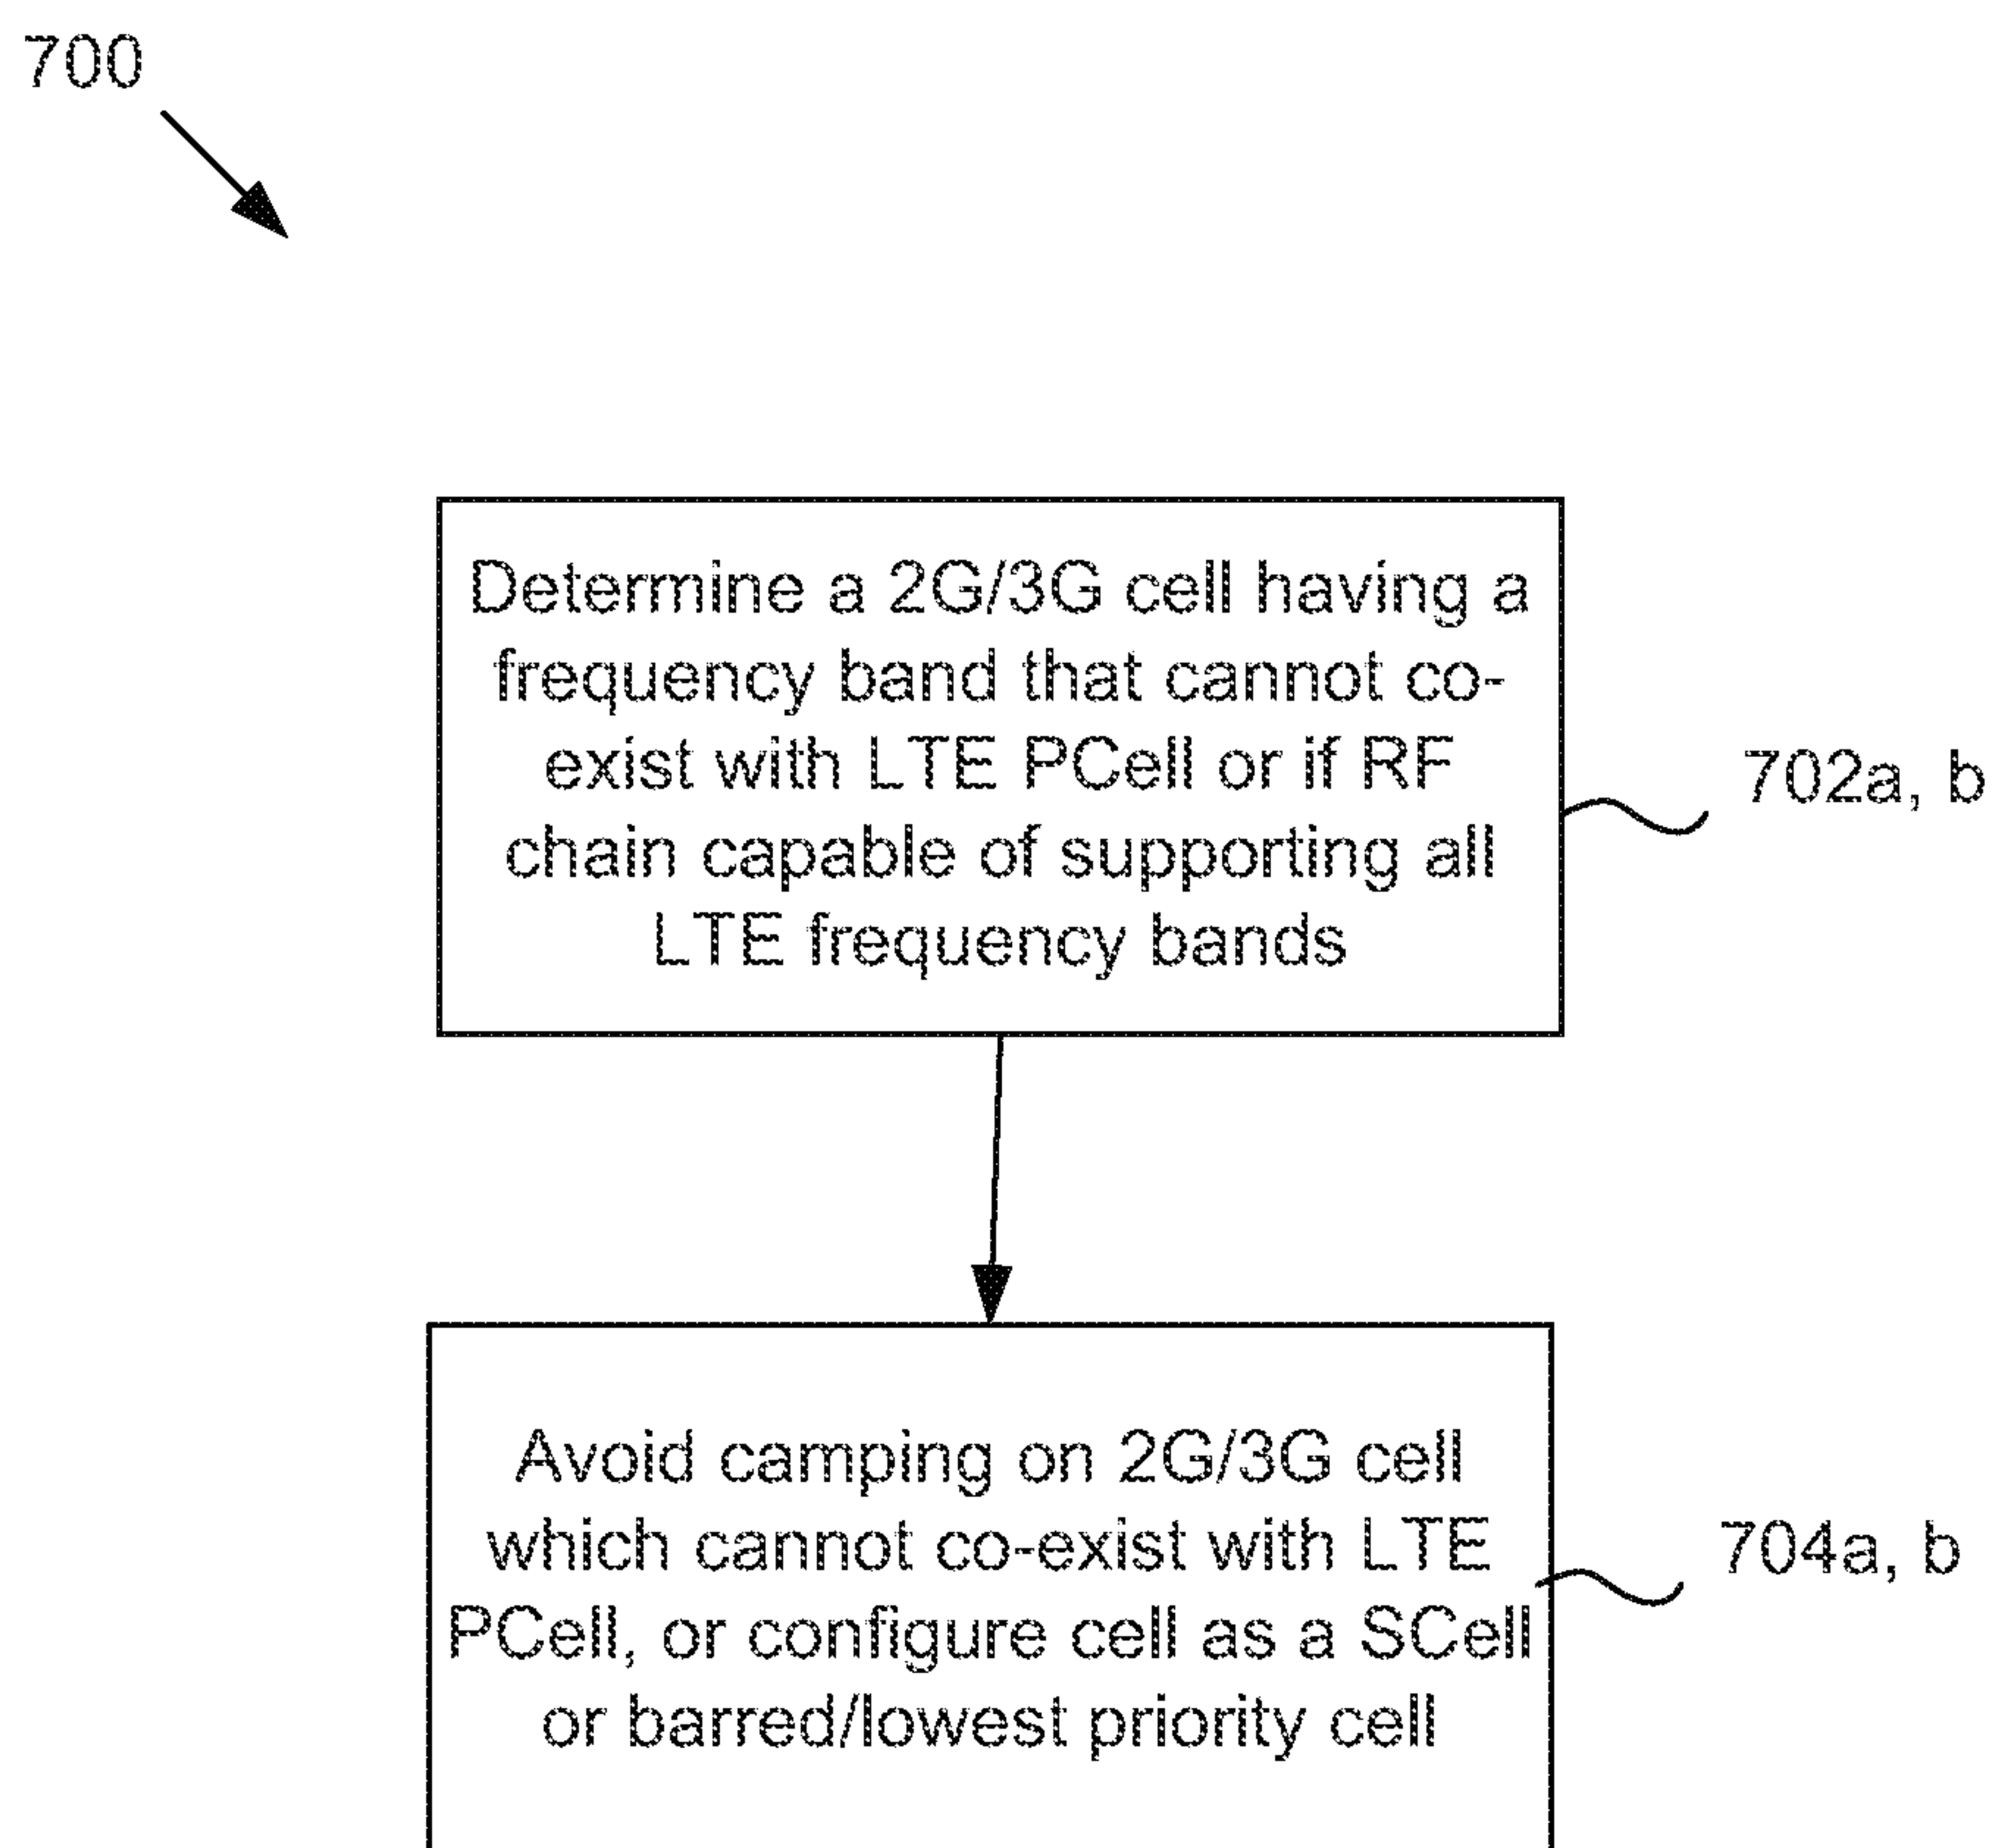 700
Determine a 2G/3G cell having a
frequency band that cannot co-
exist with LTE PCell or if RF
chain capable of supporting all
LTE frequency bands
702a, b
Avoid camping on 2G/3G cell
which cannot co-exist with LTE
PCell, or configure cell as a SCell
or barred/lowest priority cell
704a, b